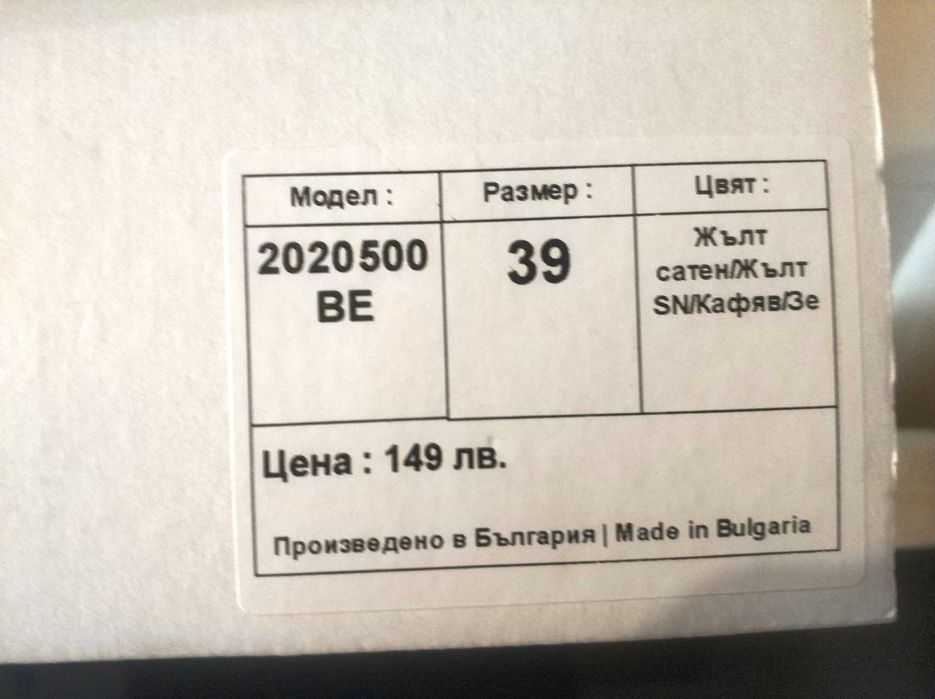 Модел :
Размер :
Цвят :
2020500
BE
39
Жълт
сатен/Жълт
SN/Кафяв/Зе
Цена : 149 лв.
Произведено в България | Made in Bulgaria